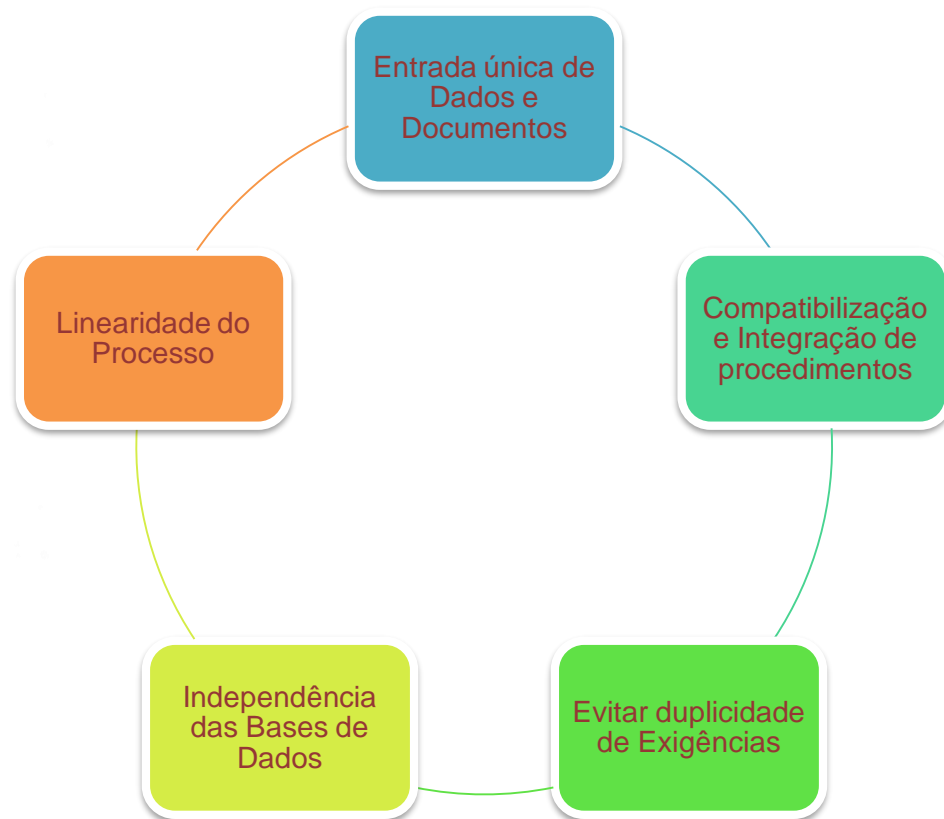 Entrada única de
Dados e
Documentos
Compatibilização
e Integração de
procedimentos
Evitar duplicidade
de Exigências
Independência
das Bases de
Dados
Linearidade do
Processo